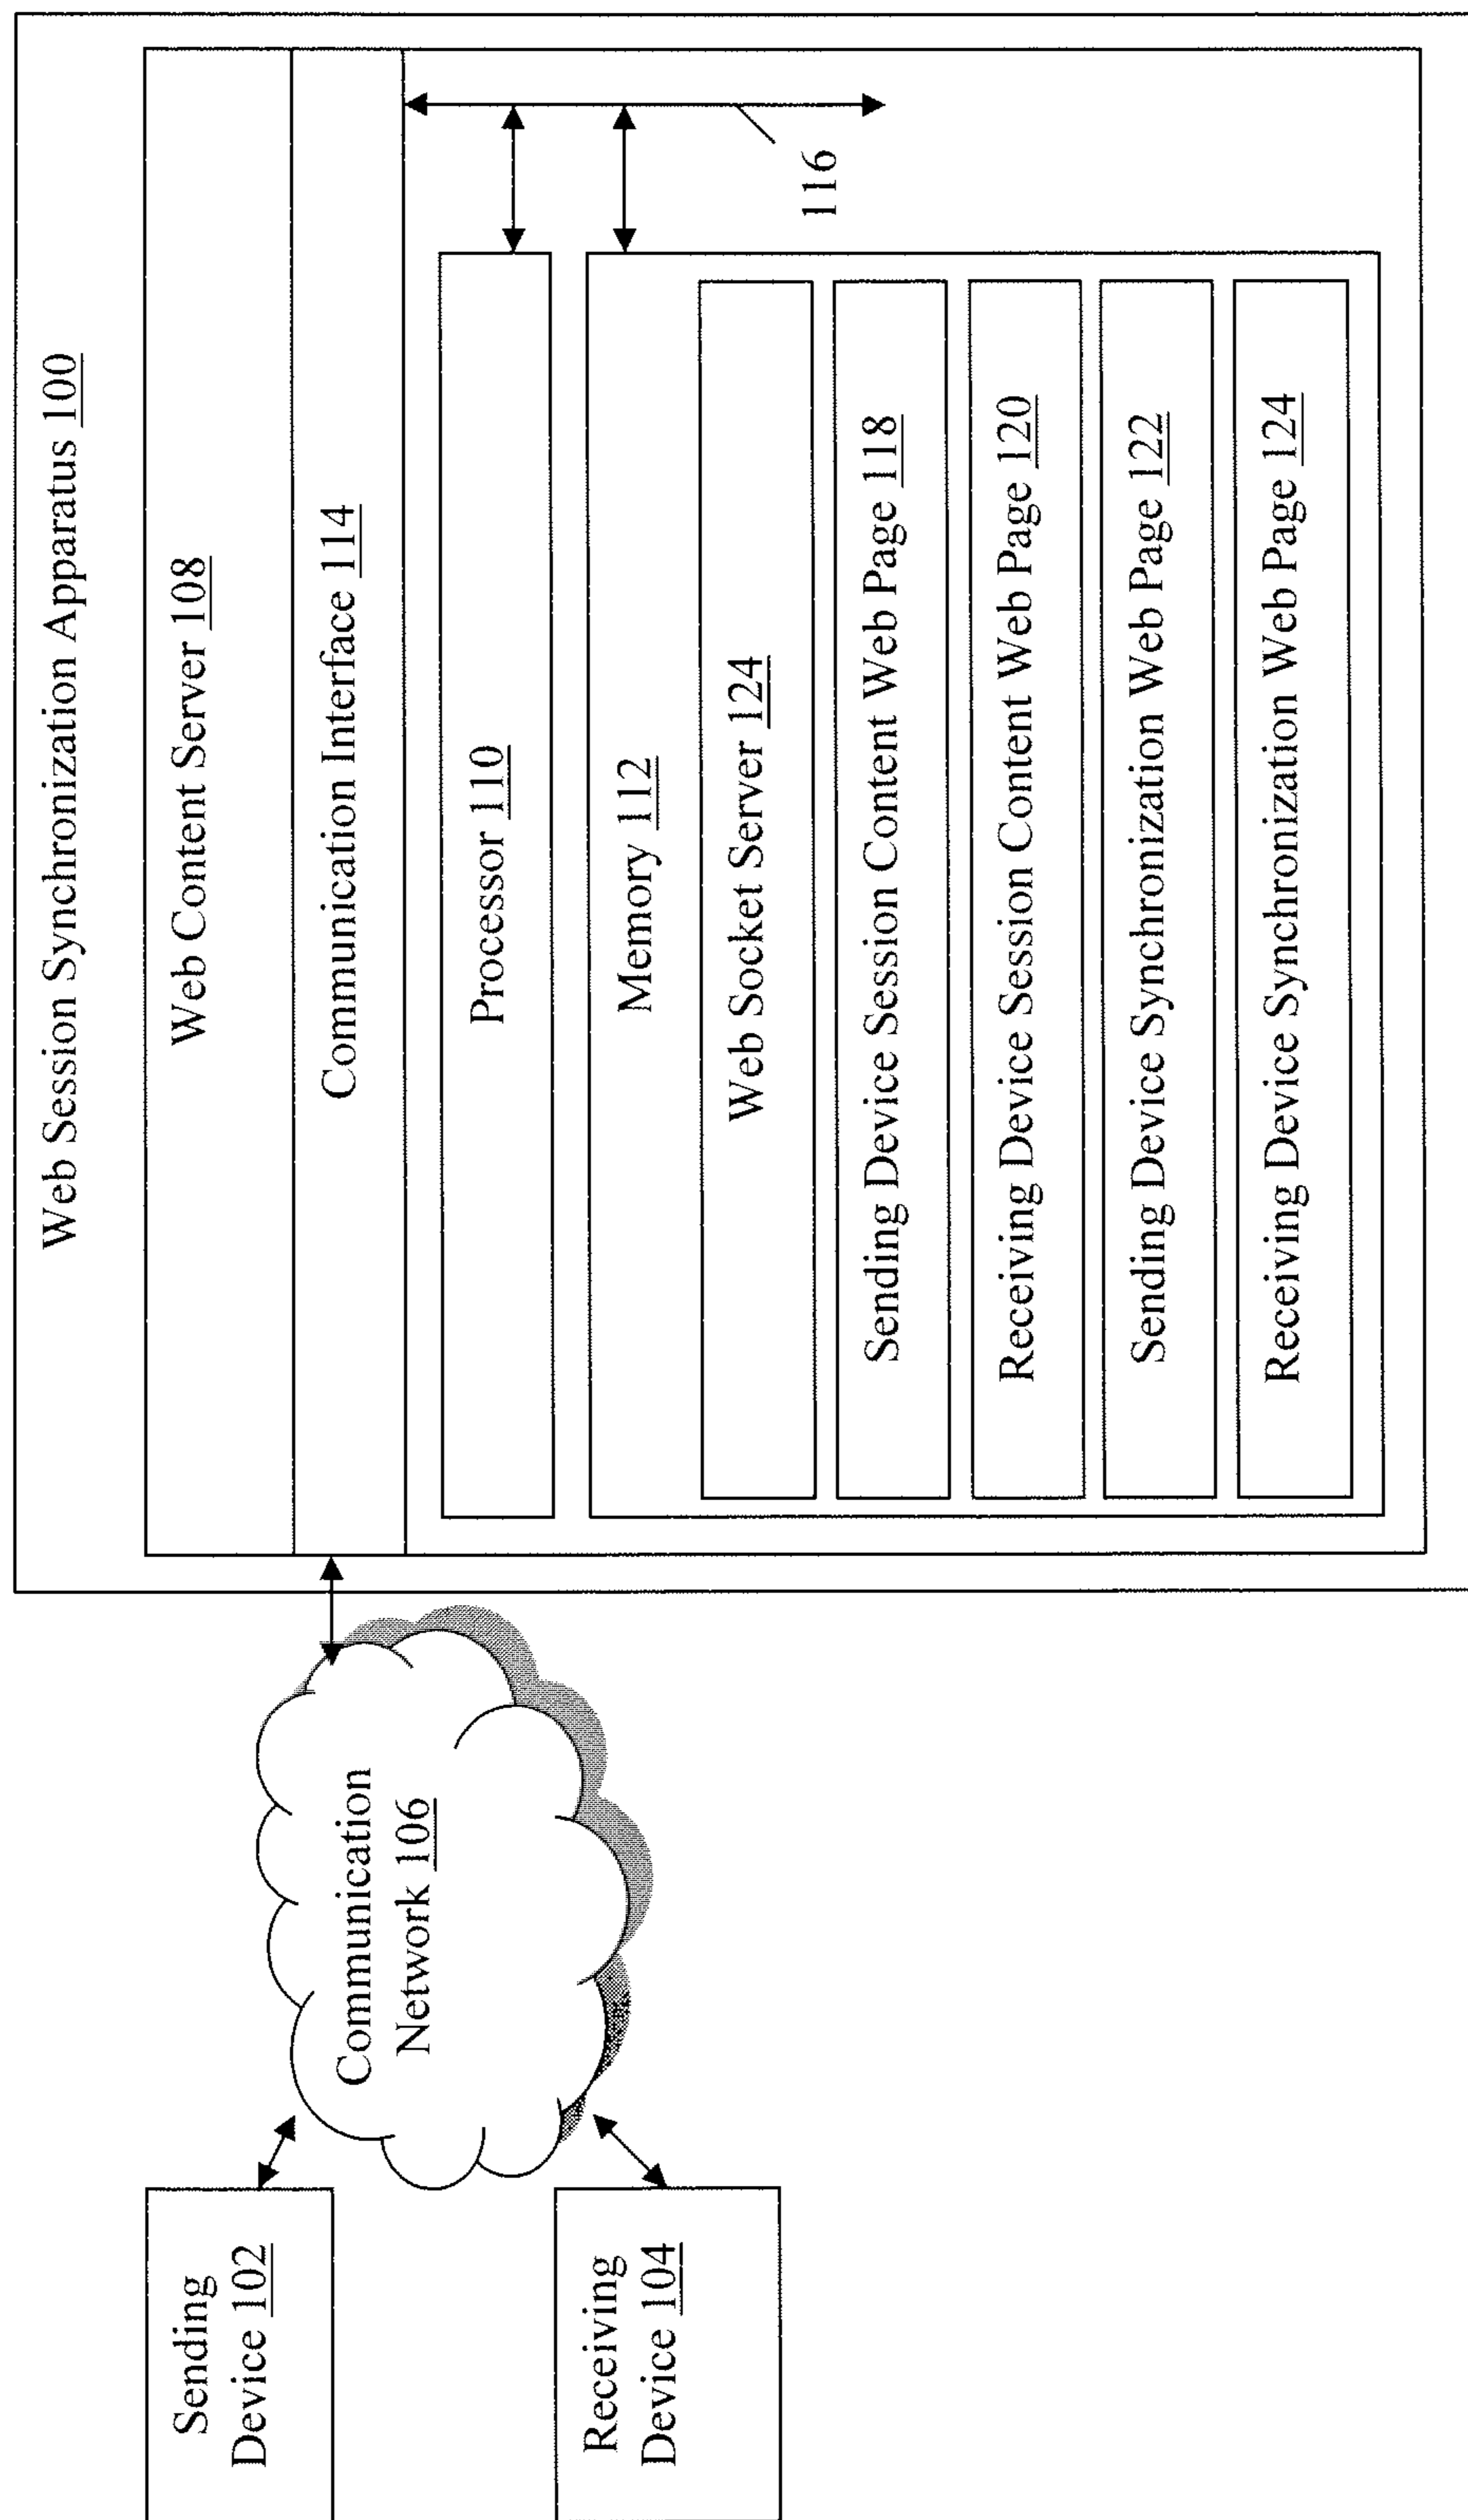 Web Session Synchronization Apparatus 100
Web Content Server 108
Communication Interface 114
Processor 110
Memory 112
Web Socket Server 124
Sending Device Session Content Web Page 118
Receiving Device Session Content Web Page 120
Sending Device Synchronization Web Page 122
Receiving Device Synchronization Web Page 124
116
Communication
Network 106
Sending
Device 102
Receiving
Device 104